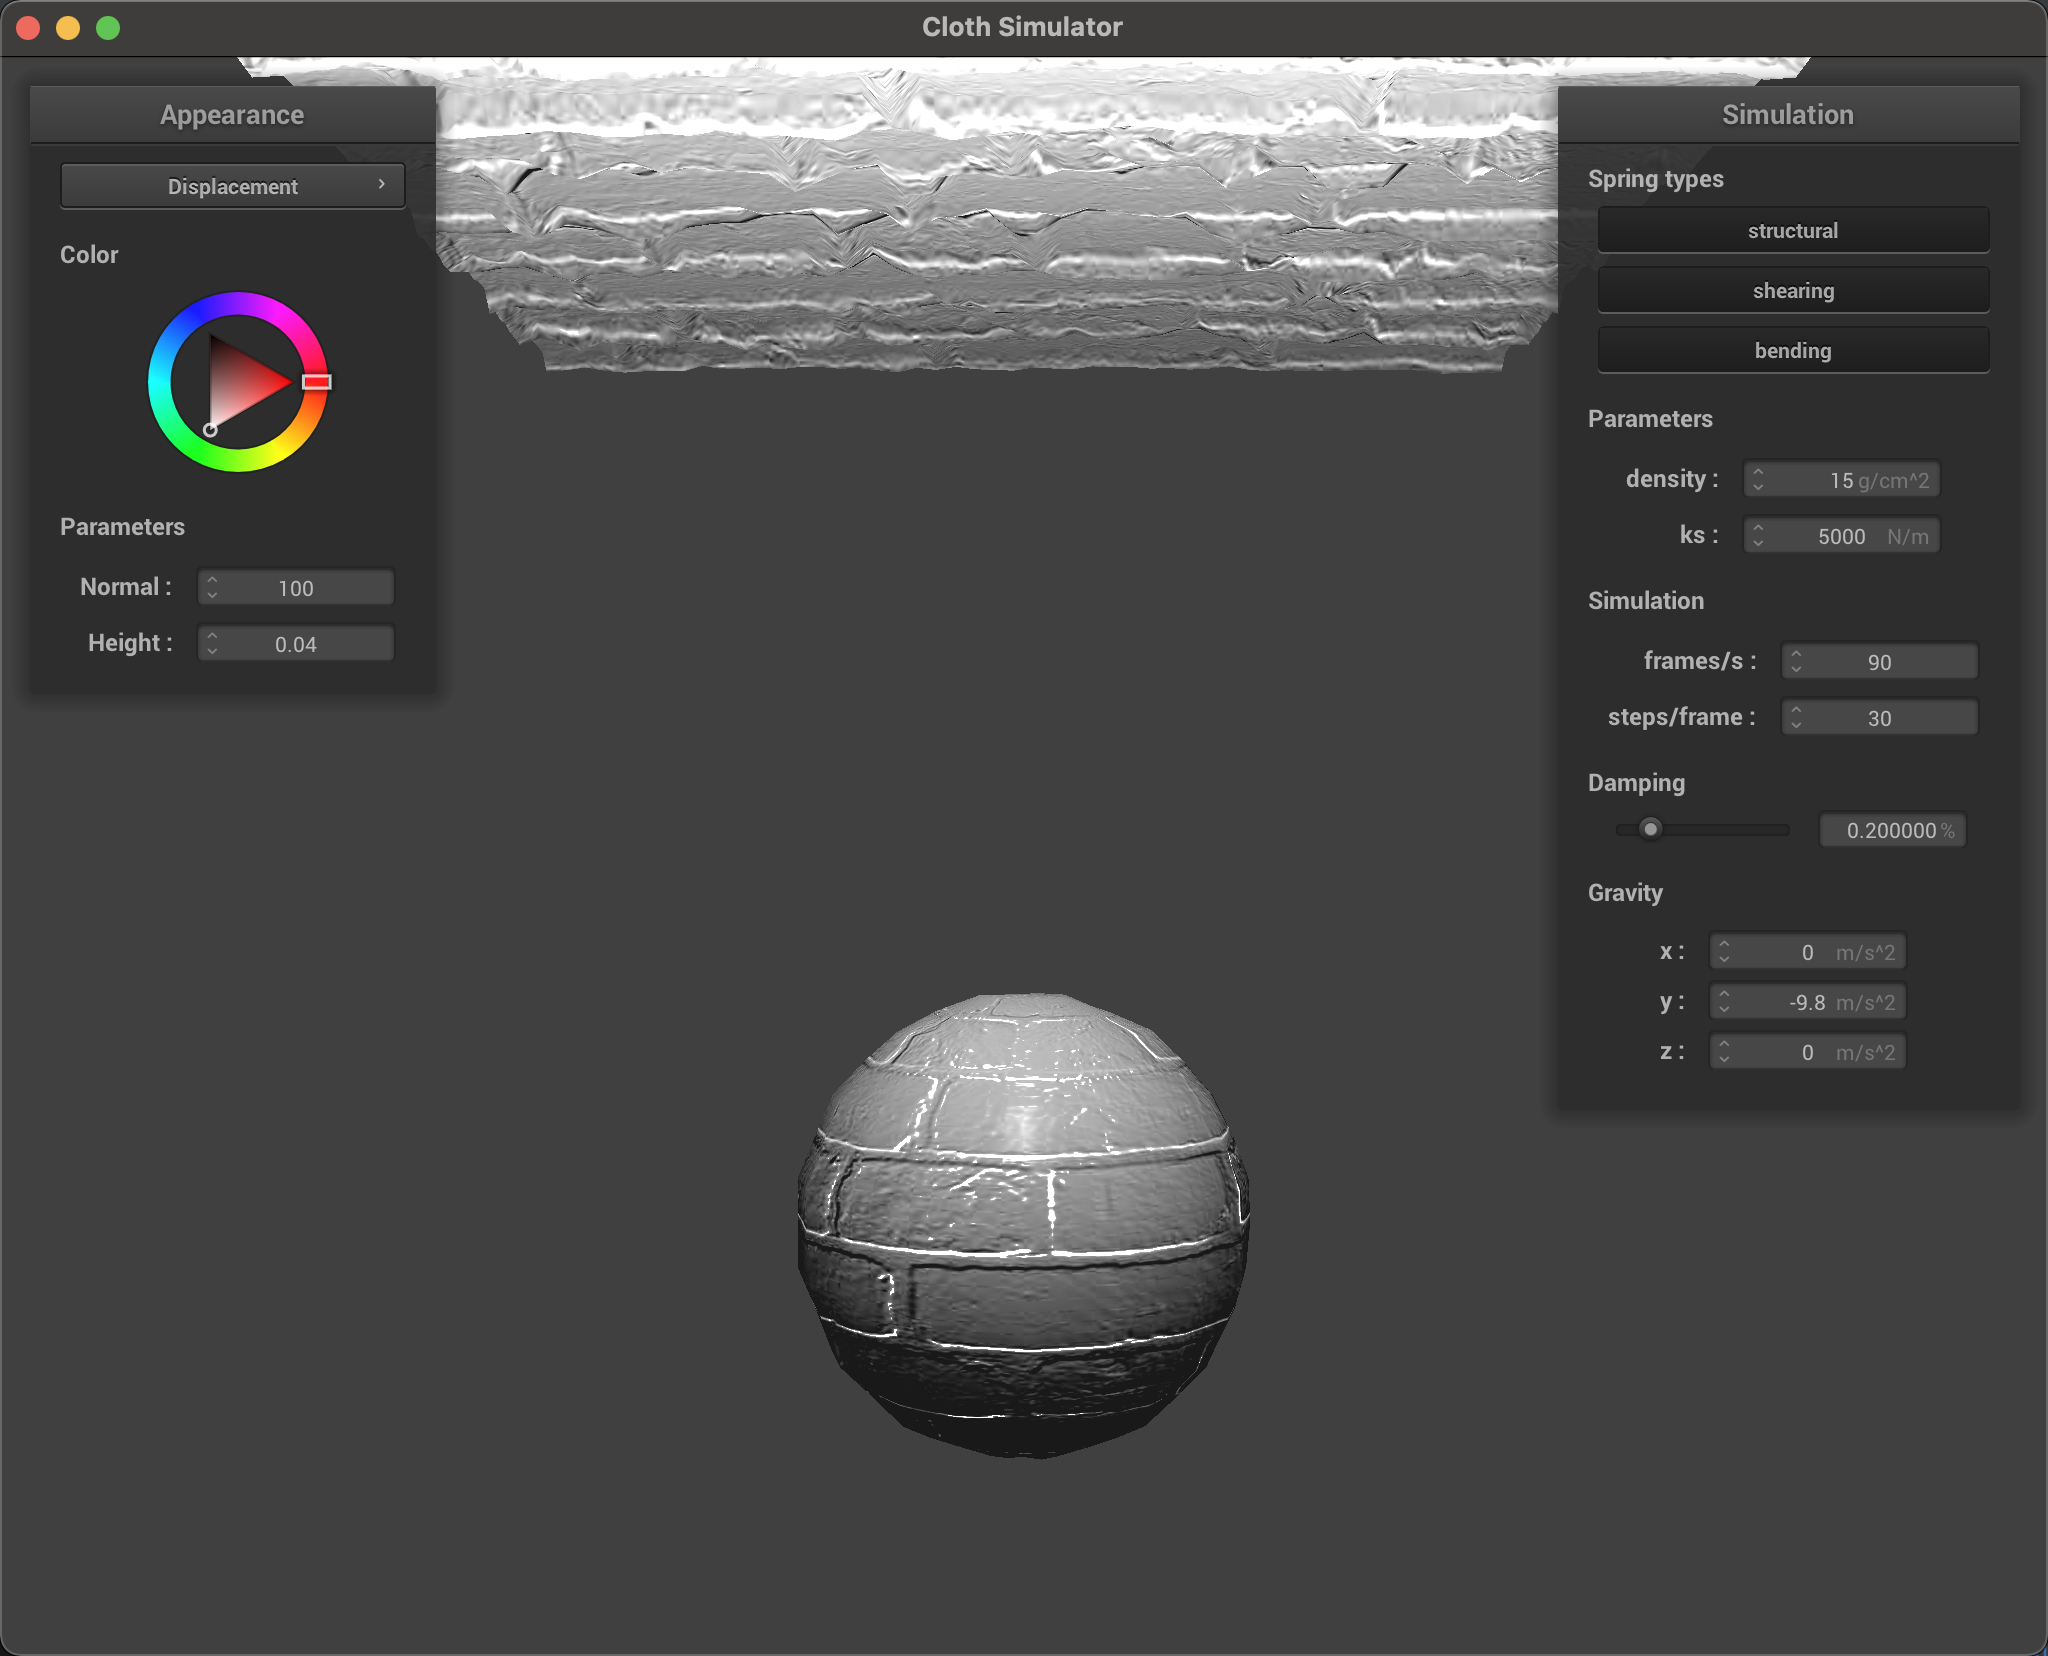 Cloth Simulator
Appearance
Displacement
Color
Parameters
Normal : 100
Height : 0.04
Simulation
Spring types
structural
shearing
bending
Parameters
density : 15 g/cm^2
ks : 5000 N/m
Simulation
frames/s : 90
steps/frame : 30
Damping
0.200000 %
Gravity
x : 0 m/s^2
y : -9.8 m/s^2
z : 0 m/s^2